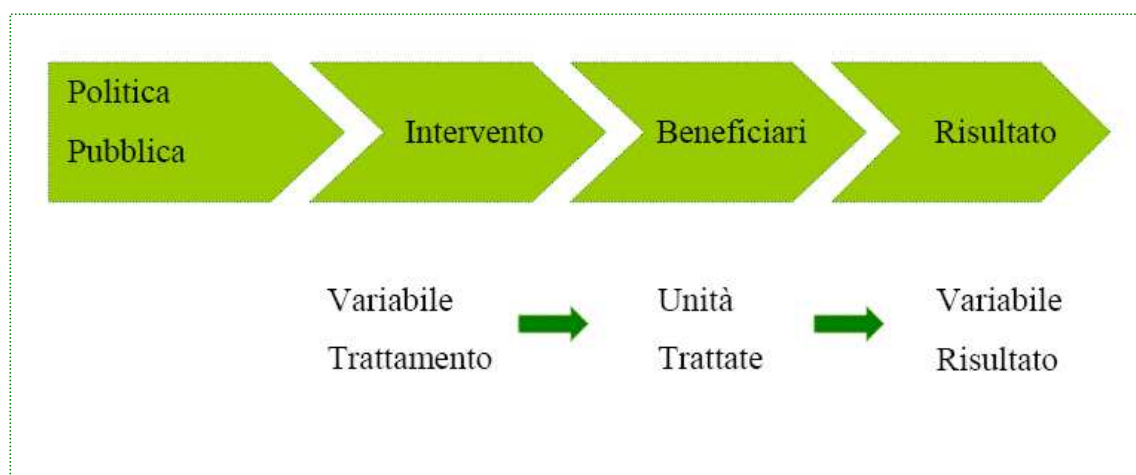 Politica
Pubblica
Intervento
Beneficiari
Risultato
Variabile
Trattamento
Unità
Trattate
Variabile
Risultato